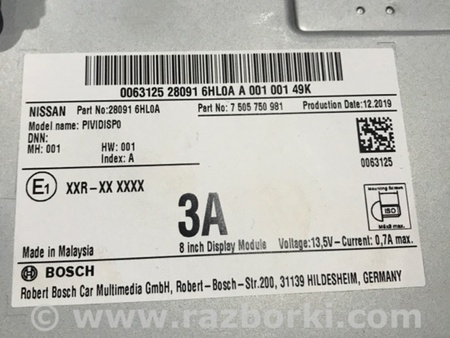 0063125 28091 6HL0A A 001 001 49K
NISSAN Part No:28091 6HL0A Part No: 7 505 750 981 Production Date:12.2019
Model name: PIVIDISP0
DNN:
MH: 001 HW: 001
Index: A
0063125
E1 XXR-XX XXXX
Mounting Screws
ISO
3A
Made in Malaysia 8 inch Display Module Voltage:13,5V - Current: 0,7A max.
BOSCH
Robert Bosch Car Multimedia GmbH, Robert-Bosch-Str.200, 31139 HILDESHEIM, GERMANY
www.razborki.com